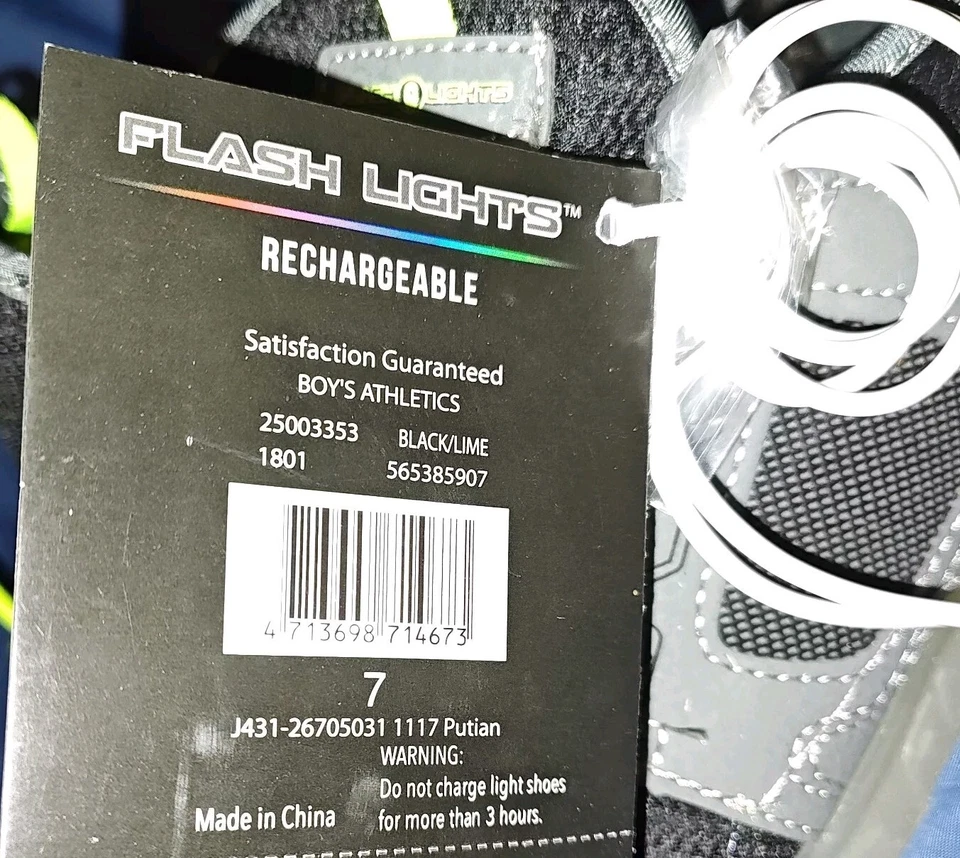 LIGHTS
FLASH LIGHTS™
RECHARGEABLE
Satisfaction Guaranteed
BOY'S ATHLETICS
25003353 BLACK/LIME
1801 565385907
4 713698 714673
7
J431-26705031 1117 Putian
WARNING:
Do not charge light shoes
for more than 3 hours.
Made in China